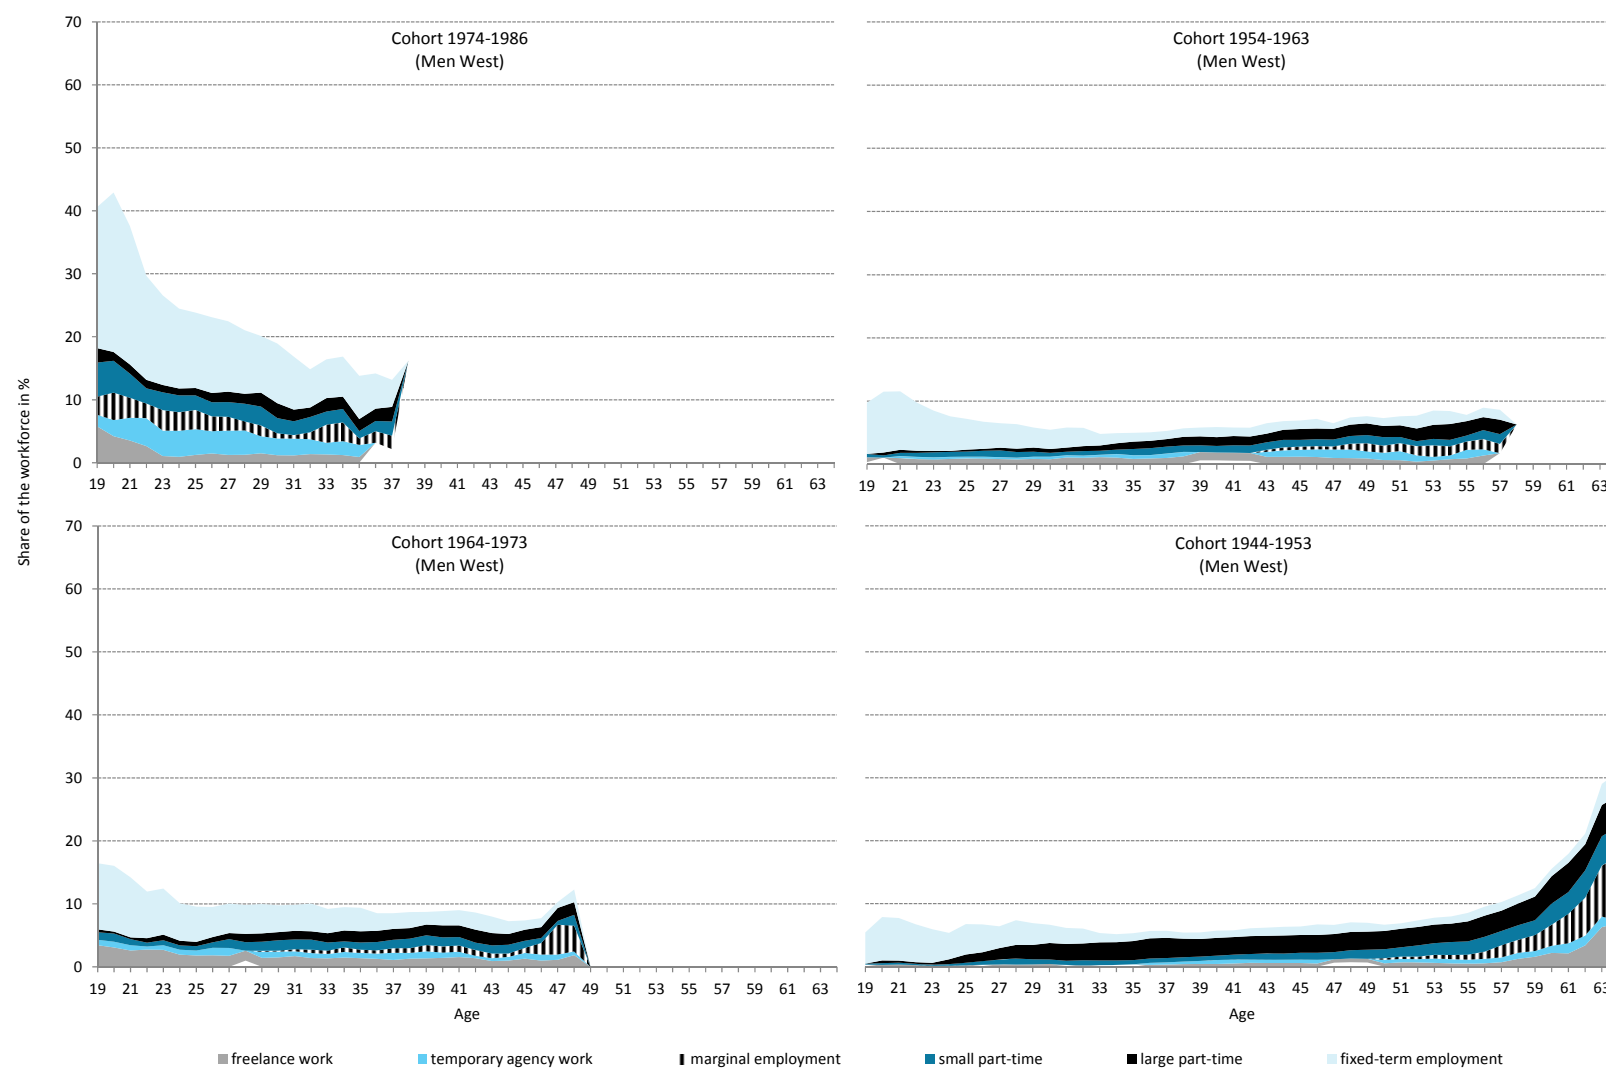 Share of the workforce in %
Cohort 1974-1986
(Men West)
70
60
50
40
30
20
10
0
19 21 23 25 27 29 31 33 35 37 39 41 43 45 47 49 51 53 55 57 59 61 63
Cohort 1954-1963
(Men West)
19 21 23 25 27 29 31 33 35 37 39 41 43 45 47 49 51 53 55 57 59 61 63
Cohort 1964-1973
(Men West)
70
60
50
40
30
20
10
0
19 21 23 25 27 29 31 33 35 37 39 41 43 45 47 49 51 53 55 57 59 61 63
Age
Cohort 1944-1953
(Men West)
19 21 23 25 27 29 31 33 35 37 39 41 43 45 47 49 51 53 55 57 59 61 63
Age
freelance work temporary agency work marginal employment small part-time large part-time fixed-term employment